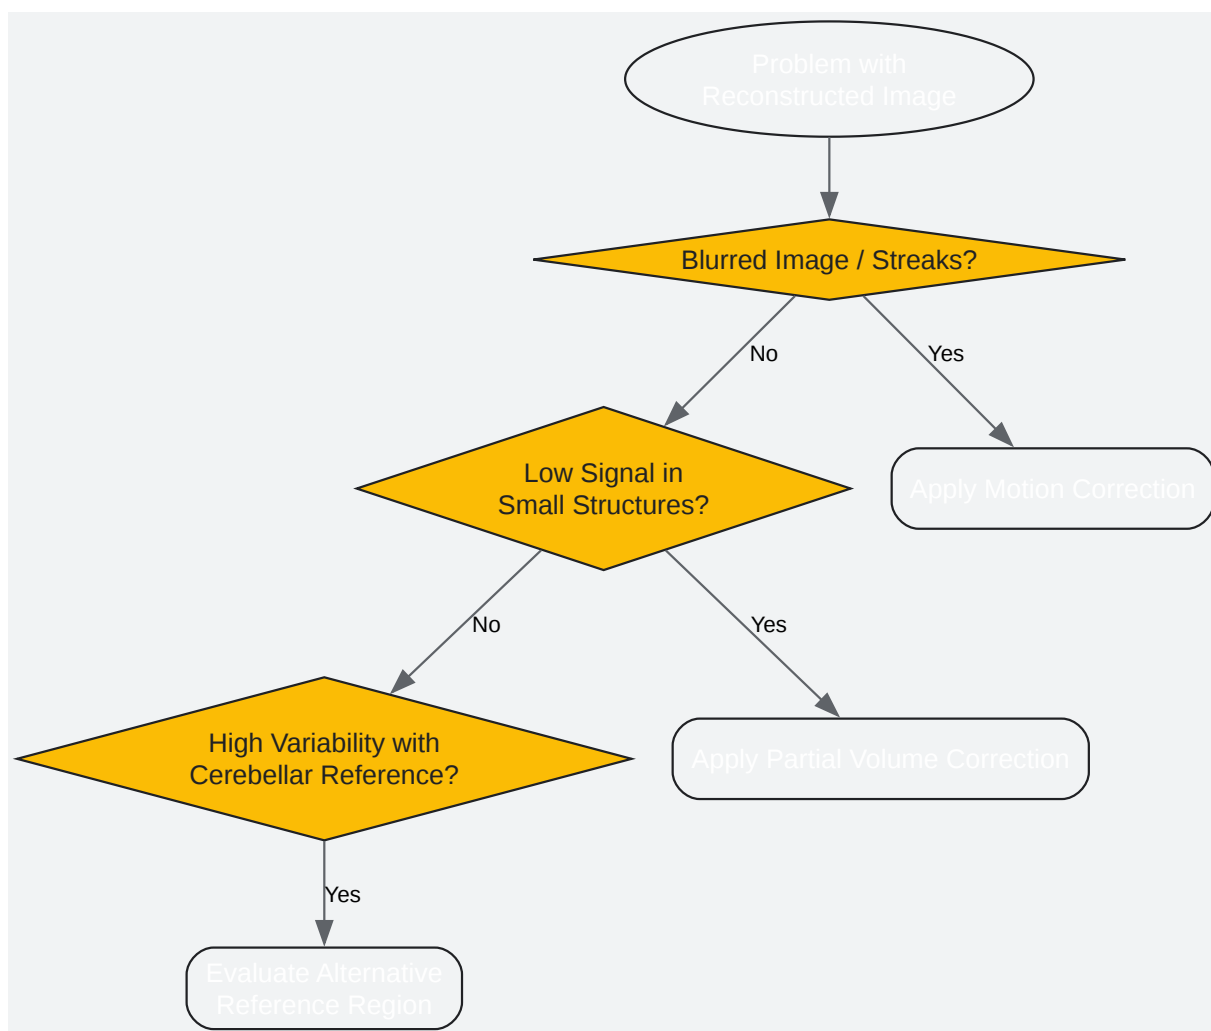 Problem with
Reconstructed Image
Blurred Image / Streaks?
No
Yes
Low Signal in
Small Structures?
Apply Motion Correction
No
Yes
High Variability with
Cerebellar Reference?
Apply Partial Volume Correction
Yes
Evaluate Alternative
Reference Region